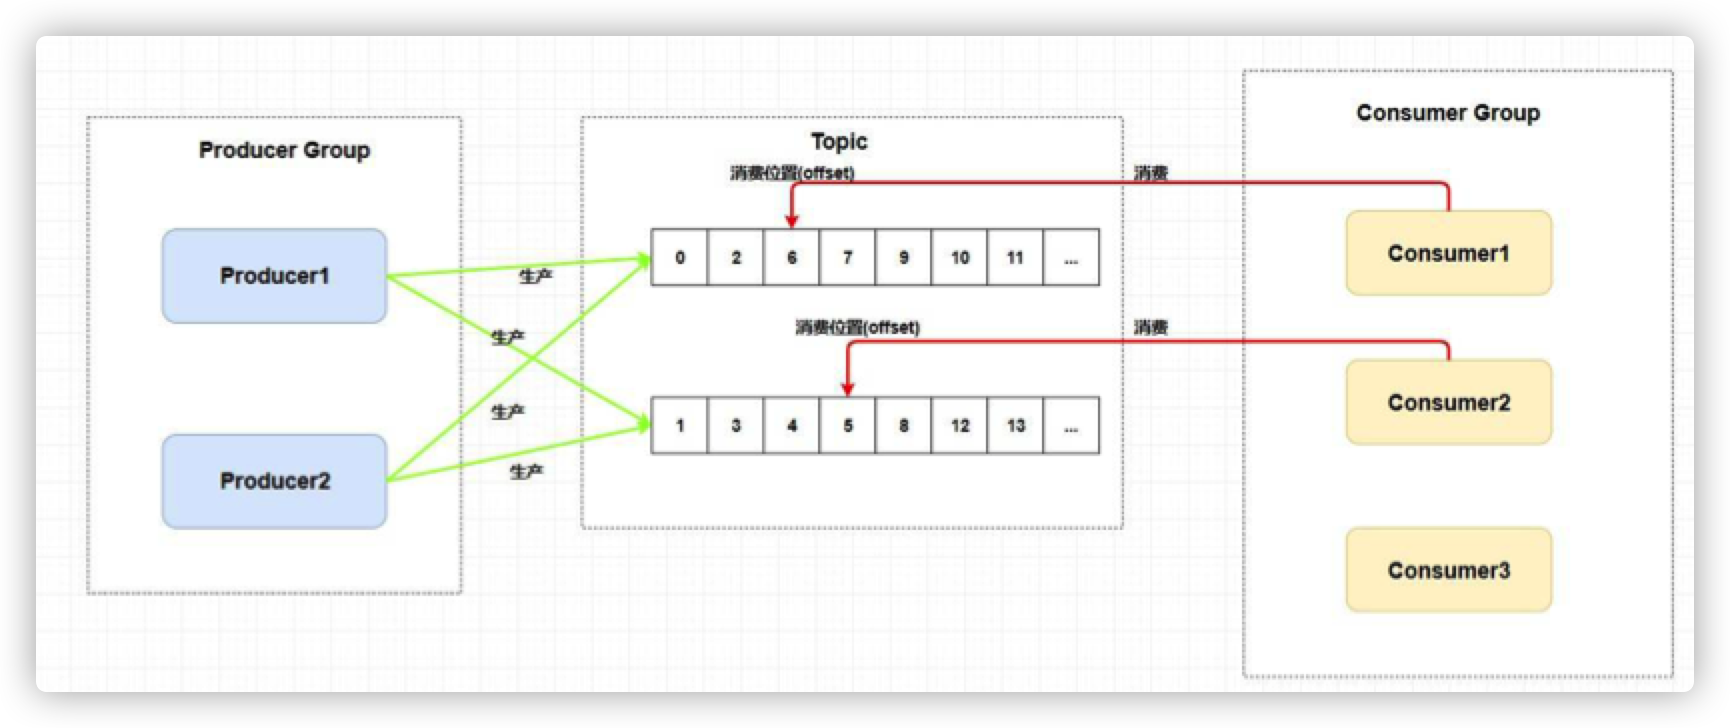 Producer Group
Producer1
Producer2
生产
生产
生产
生产
Topic
消费位置(offset)
0 2 6 7 9 10 11 ...
消费位置(offset)
1 3 4 5 8 12 13 ...
消费
消费
Consumer Group
Consumer1
Consumer2
Consumer3